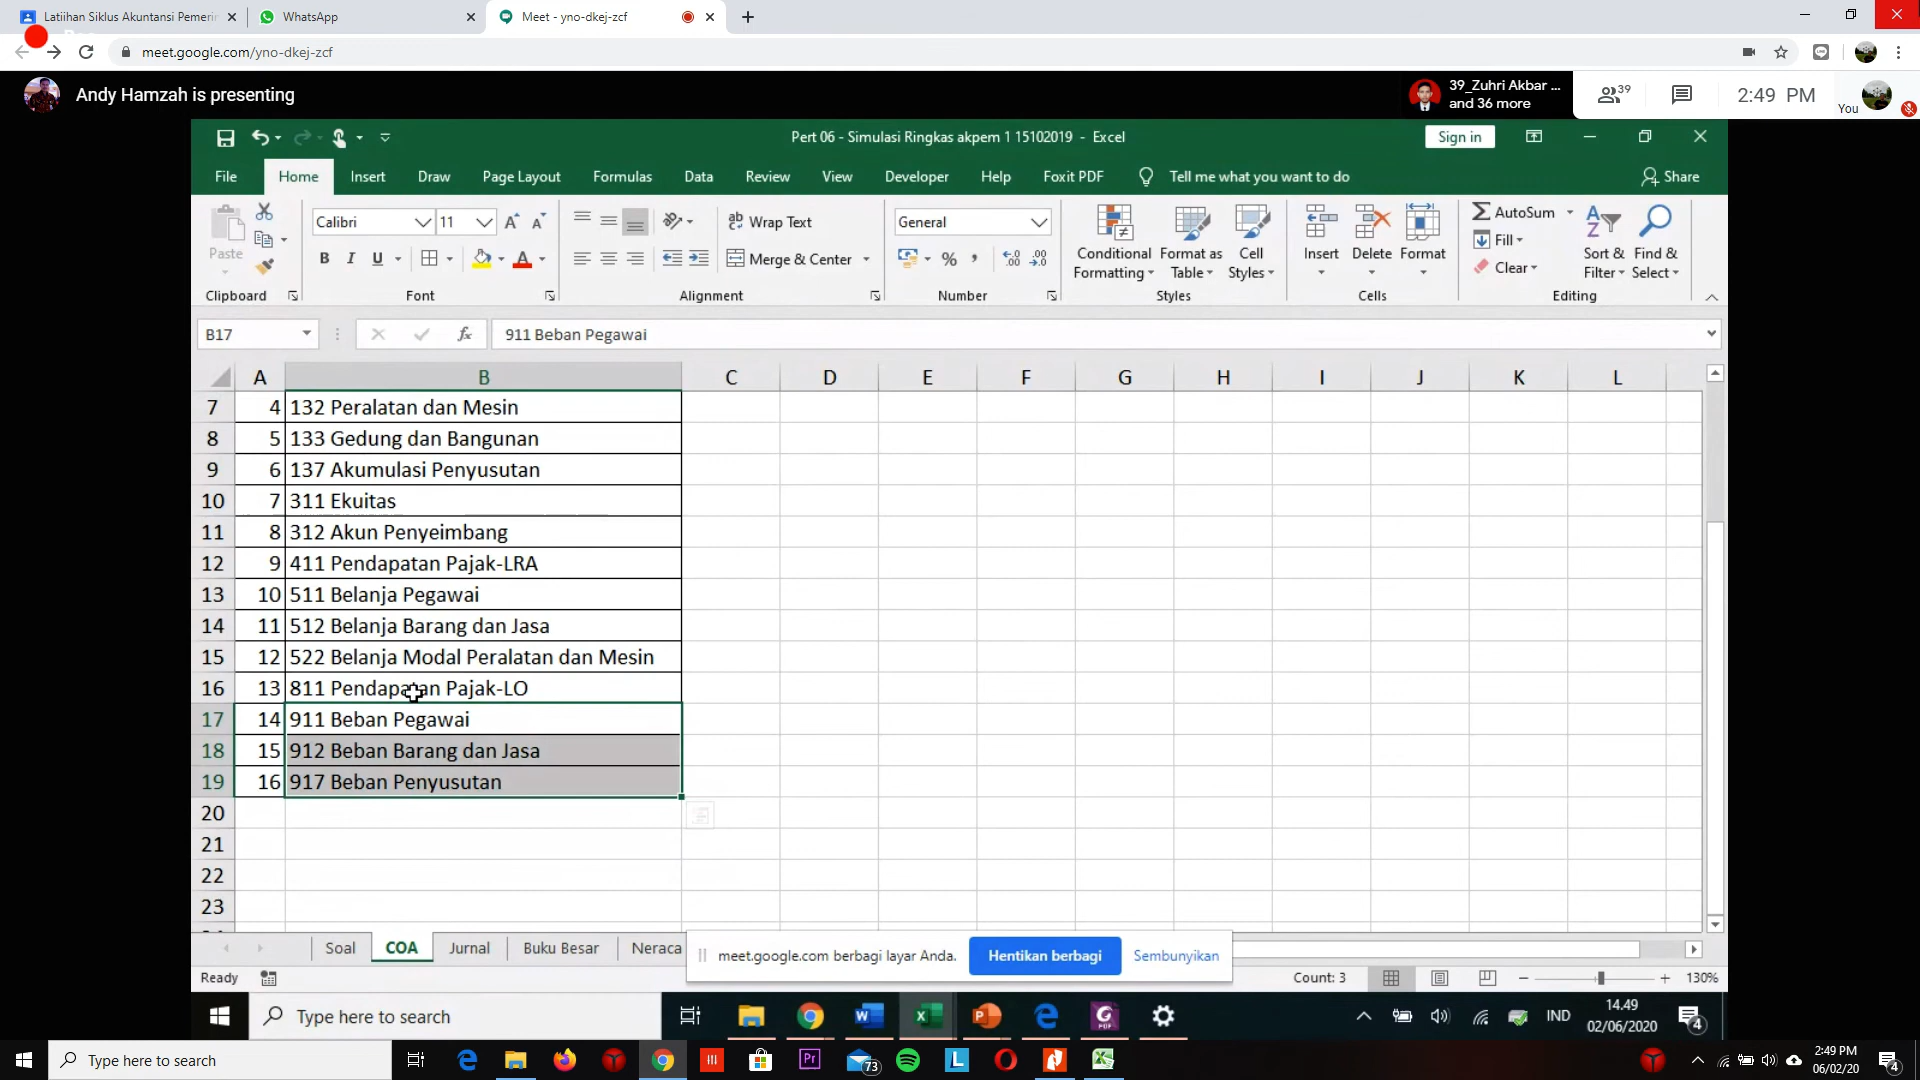 Latiihan Siklus Akuntansi Pemerin
WhatsApp
Meet - yno-dkej-zcf
meet.google.com/yno-dkej-zcf
Andy Hamzah is presenting
39_Zuhri Akbar ...
and 36 more
39
2:49 PM
You
Pert 06 - Simulasi Ringkas akpem 1 15102019 - Excel
Sign in
File
Home
Insert
Draw
Page Layout
Formulas
Data
Review
View
Developer
Help
Foxit PDF
Tell me what you want to do
Share
Paste
Calibri
11
Wrap Text
General
B I U
Merge & Center
Conditional Formatting
Format as Table
Cell Styles
Insert
Delete
Format
AutoSum
Fill
Clear
Sort & Filter
Find & Select
Clipboard
Font
Alignment
Number
Styles
Cells
Editing
B17
fx
911 Beban Pegawai
A B C D E F G H I J K L
7 4 132 Peralatan dan Mesin
8 5 133 Gedung dan Bangunan
9 6 137 Akumulasi Penyusutan
10 7 311 Ekuitas
11 8 312 Akun Penyeimbang
12 9 411 Pendapatan Pajak-LRA
13 10 511 Belanja Pegawai
14 11 512 Belanja Barang dan Jasa
15 12 522 Belanja Modal Peralatan dan Mesin
16 13 811 Pendapatan Pajak-LO
17 14 911 Beban Pegawai
18 15 912 Beban Barang dan Jasa
19 16 917 Beban Penyusutan
20
21
22
23
Soal
COA
Jurnal
Buku Besar
Neraca
meet.google.com berbagi layar Anda.
Hentikan berbagi
Sembunyikan
Ready
Count: 3
130%
Type here to search
IND
14.49
02/06/2020
4
Type here to search
73
2:49 PM
06/02/20
4